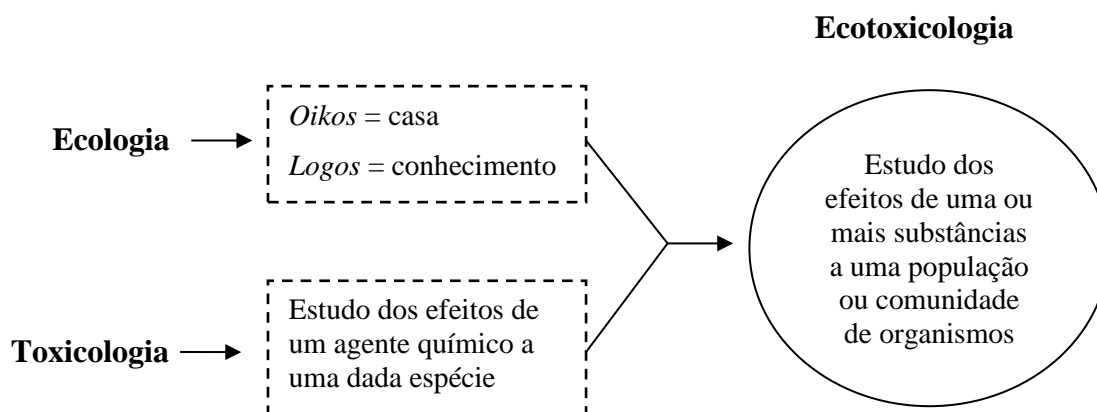 Ecotoxicologia
Ecologia
Oikos = casa
Logos = conhecimento
Toxicologia
Estudo dos efeitos de
um agente químico a
uma dada espécie
Estudo dos
efeitos de uma ou
mais substâncias
a uma população
ou comunidade
de organismos